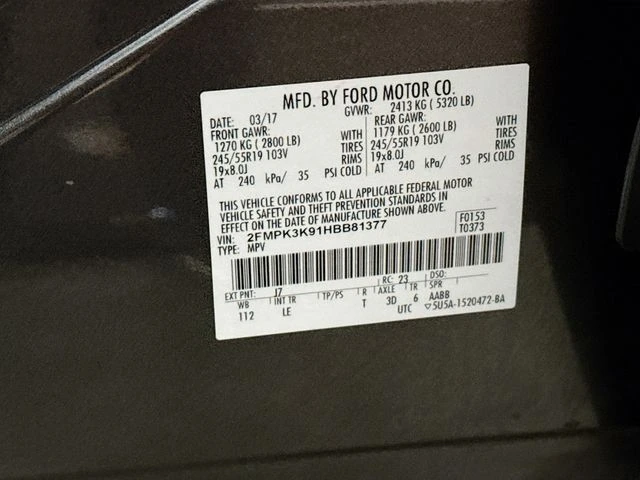 MFD. BY FORD MOTOR CO.
DATE: 03/17 GVWR: 2413 KG ( 5320 LB)
FRONT GAWR: REAR GAWR:
1270 KG ( 2800 LB) WITH 1179 KG ( 2600 LB) WITH
245/55R19 103V TIRES 245/55R19 103V TIRES
19x8.0J RIMS 19x8.0J RIMS
AT 240 kPa/ 35 PSI COLD AT 240 kPa/ 35 PSI COLD
THIS VEHICLE CONFORMS TO ALL APPLICABLE FEDERAL MOTOR
VEHICLE SAFETY AND THEFT PREVENTION STANDARDS IN
EFFECT ON THE DATE OF MANUFACTURE SHOWN ABOVE.
VIN: 2FMPK3K91HBB81377 F0153
TYPE: MPV T0373
EXT PNT: J7 RC: 23 DSO:
WB INT TR TP/PS R AXLE TR SPR
112 LE T 3D 6 AABB
UTC ▽5U5A-1520472-BA